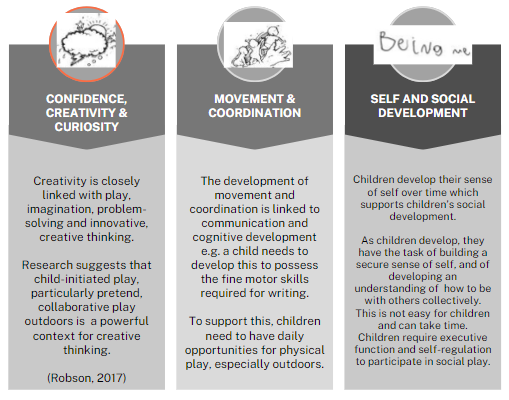 CONFIDENCE,
CREATIVITY &
CURIOSITY
Creativity is closely
linked with play,
imagination, problem-
solving and innovative,
creative thinking.
Research suggests that
child-initiated play,
particularly pretend,
collaborative play
outdoors is a powerful
context for creative
thinking.
(Robson, 2017)
MOVEMENT &
COORDINATION
The development of
movement and
coordination is linked to
communication and
cognitive development
e.g. a child needs to
develop this to possess
the fine motor skills
required for writing.
To support this, children
need to have daily
opportunities for physical
play, especially outdoors.
Being me
SELF AND SOCIAL
DEVELOPMENT
Children develop their sense
of self over time which
supports children's social
development.
As children develop, they
have the task of building a
secure sense of self, and of
developing an
understanding of how to be
with others collectively.
This is not easy for children
and can take time.
Children require executive
function and self-regulation
to participate in social play.